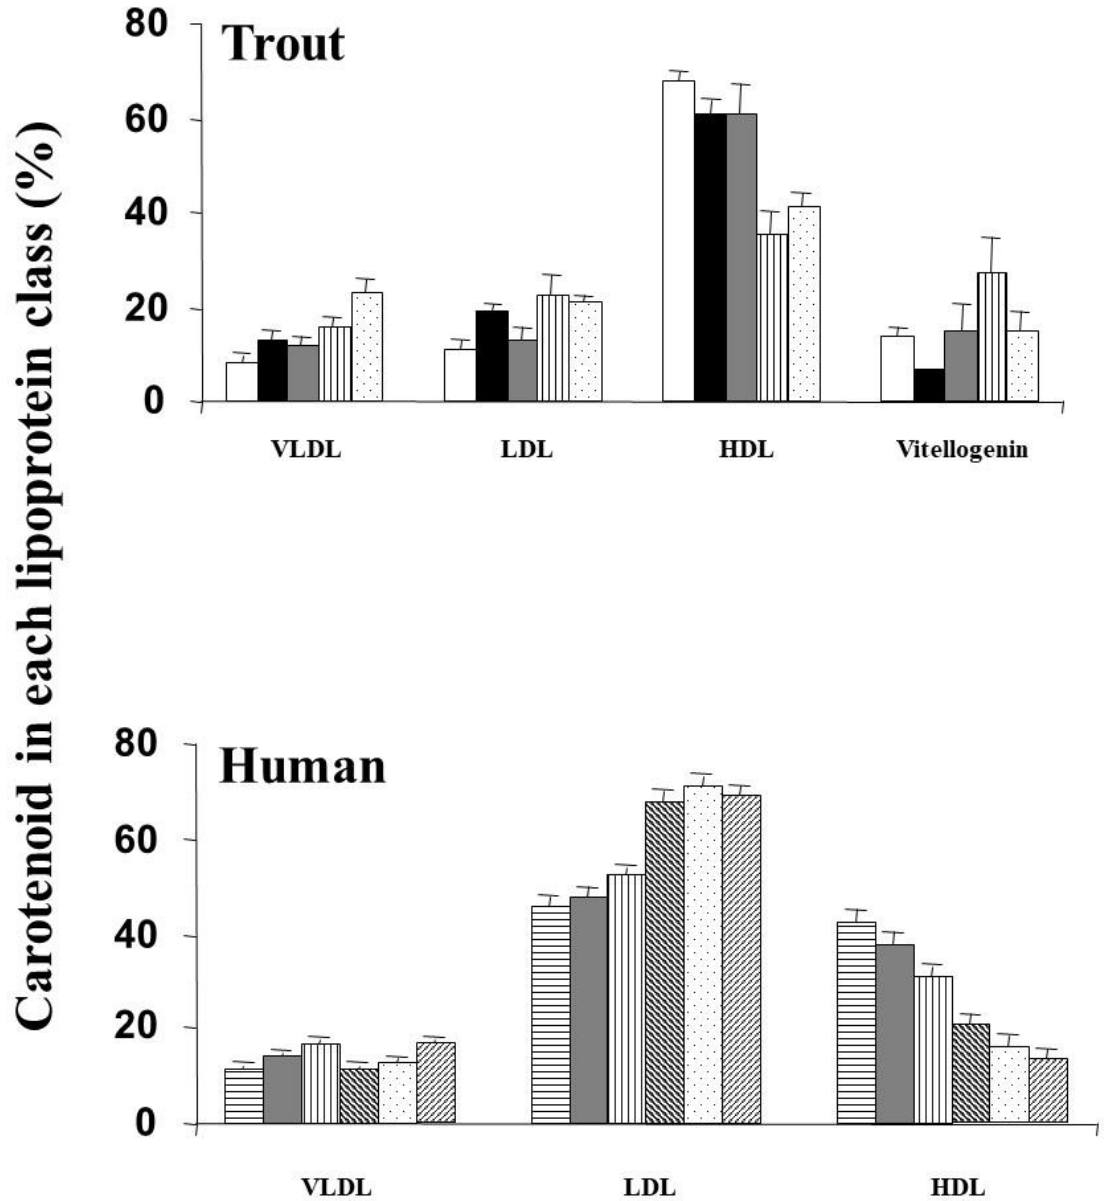 Carotenoid in each lipoprotein class (%)
Trout
80
60
40
20
0
VLDL LDL HDL Vitellogenin
Human
80
60
40
20
0
VLDL LDL HDL